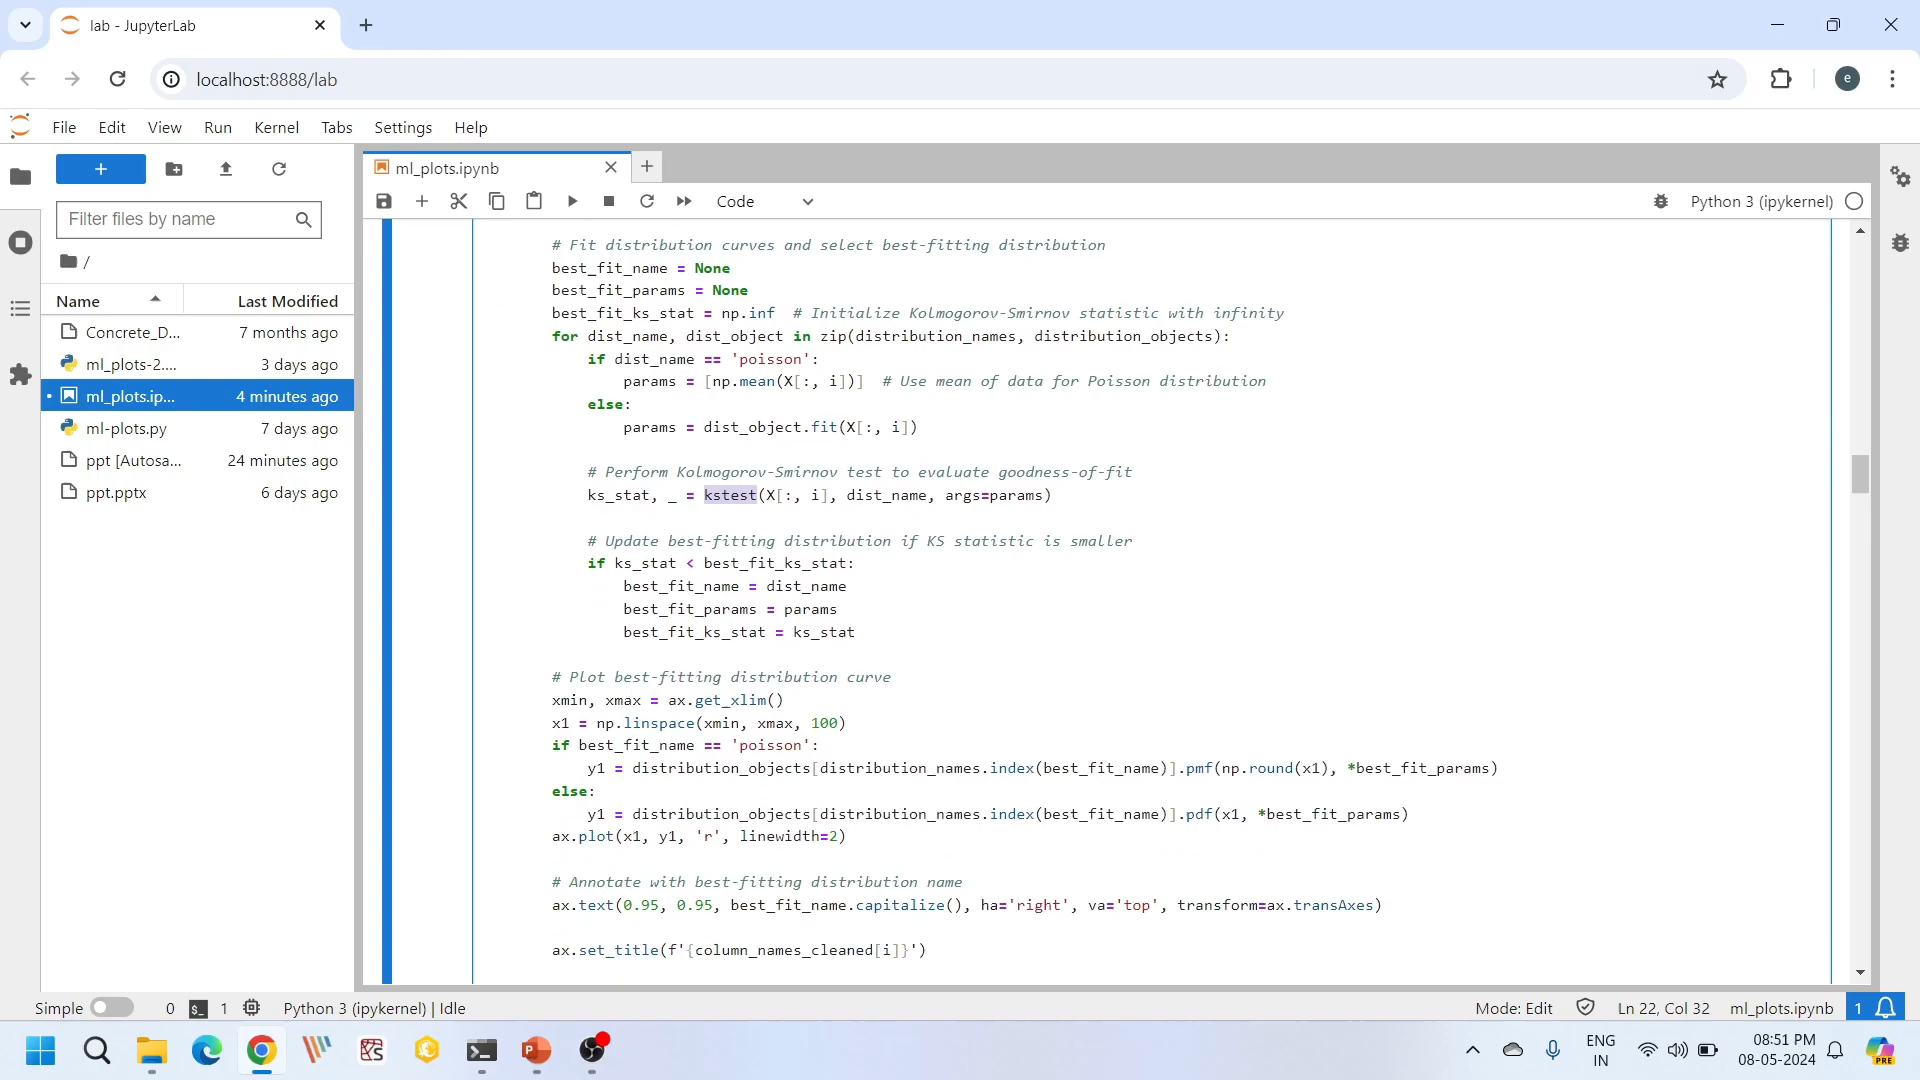 lab - JupyterLab
localhost:8888/lab
e
File Edit View Run Kernel Tabs Settings Help
ml_plots.ipynb
Code
Python 3 (ipykernel)
Filter files by name
/
Name Last Modified
Concrete_D... 7 months ago
ml_plots-2.... 3 days ago
ml_plots.ip... 4 minutes ago
ml-plots.py 7 days ago
ppt [Autosa... 24 minutes ago
ppt.pptx 6 days ago
# Fit distribution curves and select best-fitting distribution
best_fit_name = None
best_fit_params = None
best_fit_ks_stat = np.inf  # Initialize Kolmogorov-Smirnov statistic with infinity
for dist_name, dist_object in zip(distribution_names, distribution_objects):
    if dist_name == 'poisson':
        params = [np.mean(X[:, i])]  # Use mean of data for Poisson distribution
    else:
        params = dist_object.fit(X[:, i])
    # Perform Kolmogorov-Smirnov test to evaluate goodness-of-fit
    ks_stat, _ = kstest(X[:, i], dist_name, args=params)
    # Update best-fitting distribution if KS statistic is smaller
    if ks_stat < best_fit_ks_stat:
        best_fit_name = dist_name
        best_fit_params = params
        best_fit_ks_stat = ks_stat
# Plot best-fitting distribution curve
xmin, xmax = ax.get_xlim()
x1 = np.linspace(xmin, xmax, 100)
if best_fit_name == 'poisson':
    y1 = distribution_objects[distribution_names.index(best_fit_name)].pmf(np.round(x1), *best_fit_params)
else:
    y1 = distribution_objects[distribution_names.index(best_fit_name)].pdf(x1, *best_fit_params)
ax.plot(x1, y1, 'r', linewidth=2)
# Annotate with best-fitting distribution name
ax.text(0.95, 0.95, best_fit_name.capitalize(), ha='right', va='top', transform=ax.transAxes)
ax.set_title(f'{column_names_cleaned[i]}')
Simple 0 $_ 1 Python 3 (ipykernel) | Idle
Mode: Edit Ln 22, Col 32 ml_plots.ipynb 1
ENG
IN
08:51 PM
08-05-2024
PRE